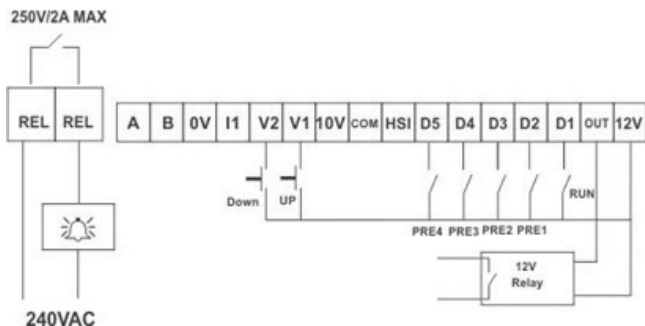 250V/2A MAX
REL REL A B 0V I1 V2 V1 10V COM HSI D5 D4 D3 D2 D1 OUT 12V
Down UP RUN
PRE4 PRE3 PRE2 PRE1
12V
Relay
240VAC